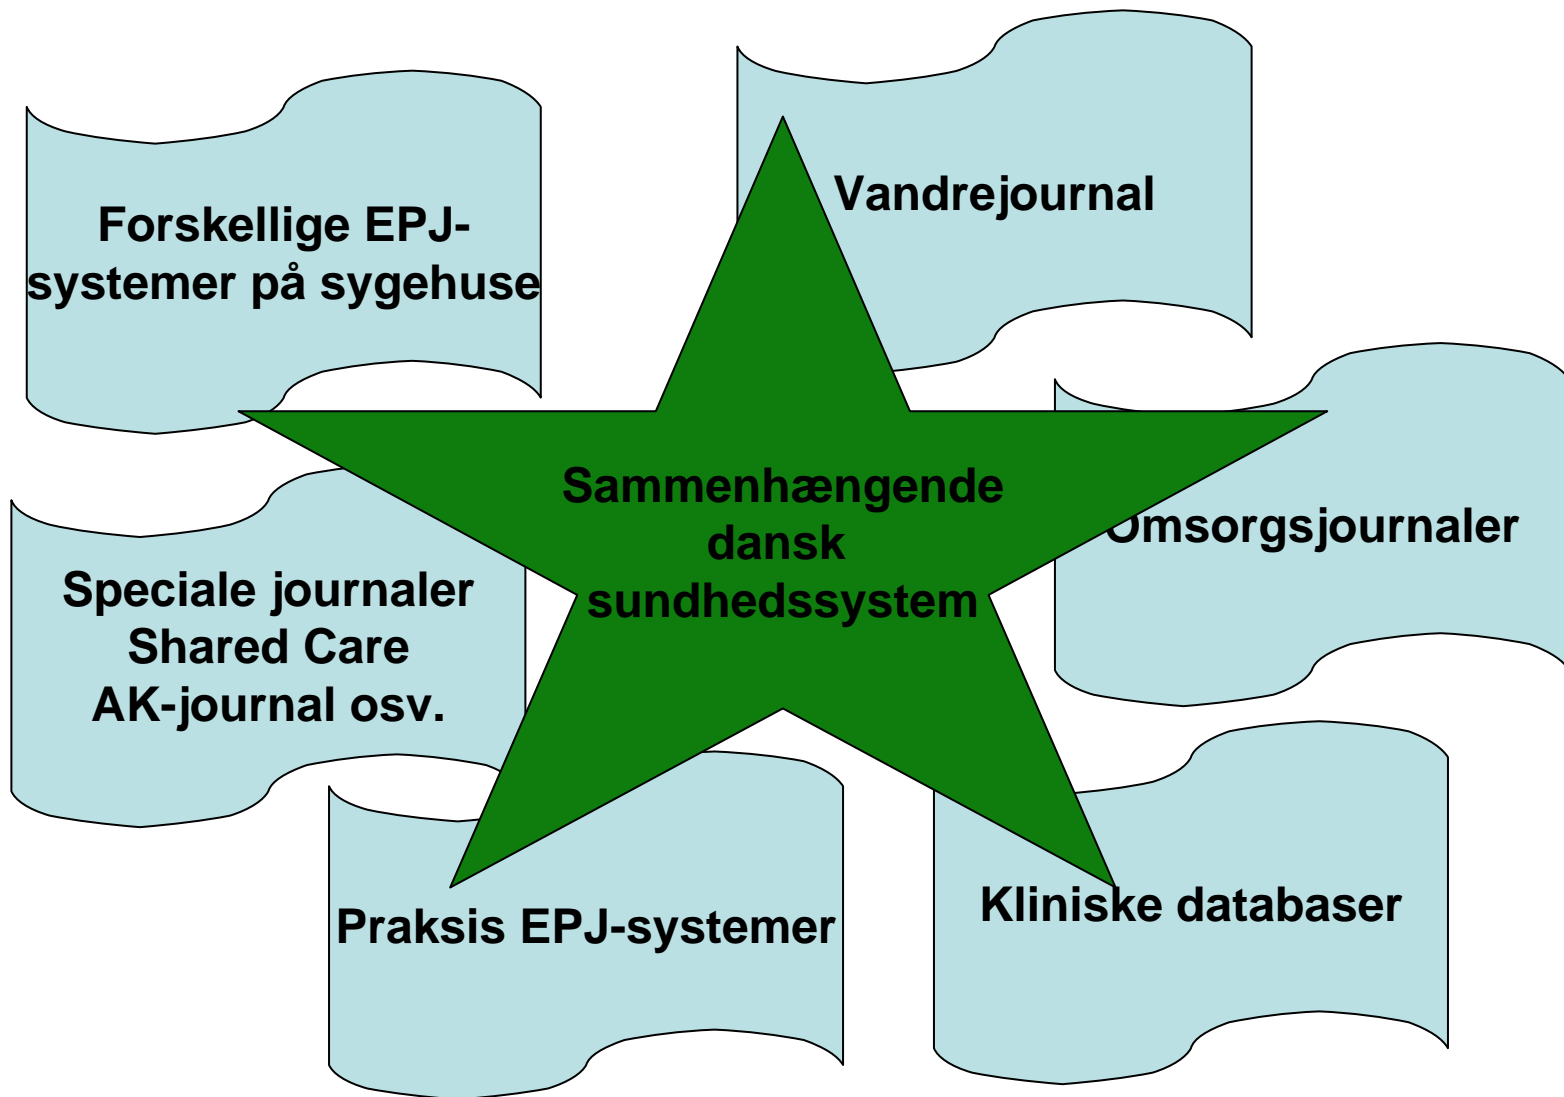 Forskellige EPJ-
systemer på sygehuse
Vandrejournal
Sammenhængende
dansk
sundhedssystem
Omsorgsjournaler
Speciale journaler
Shared Care
AK-journal osv.
Praksis EPJ-systemer
Kliniske databaser